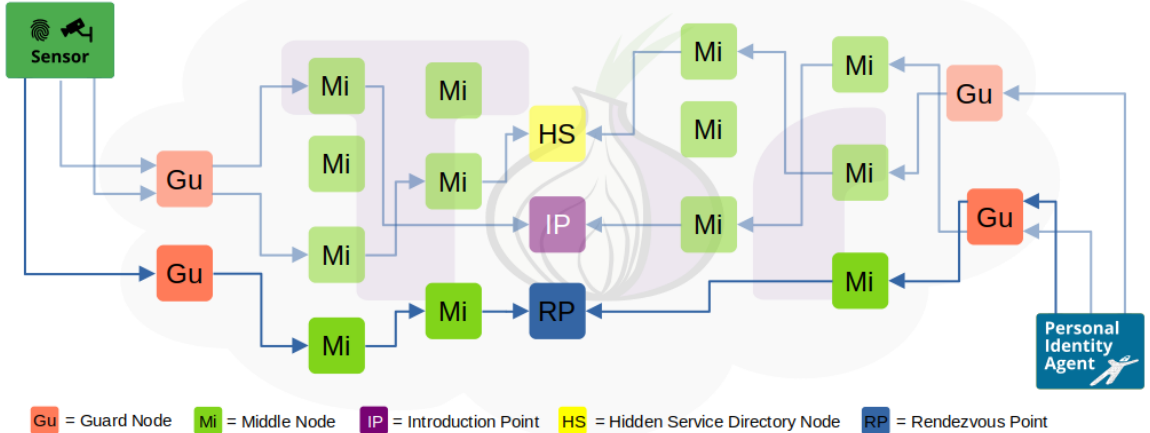 Sensor
Mi
Mi
Mi
Mi
Gu
HS
Mi
Mi
Gu
Mi
Mi
Mi
Gu
IP
Mi
Gu
Mi
Gu
Mi
Mi
RP
Mi
Personal
Identity
Agent
Gu = Guard Node
Mi = Middle Node
IP = Introduction Point
HS = Hidden Service Directory Node
RP = Rendezvous Point